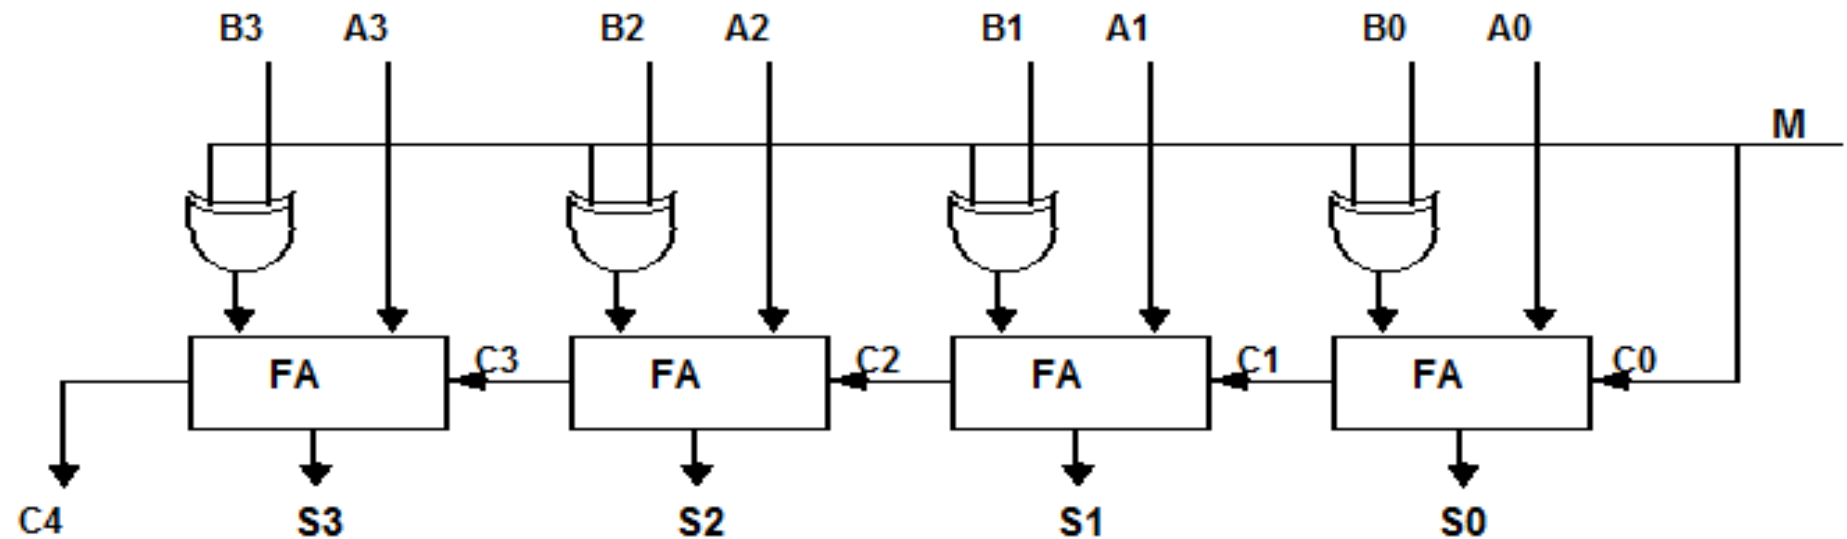 B3 A3 B2 A2 B1 A1 B0 A0
M
FA C3 FA C2 FA C1 FA C0
C4 S3 S2 S1 S0